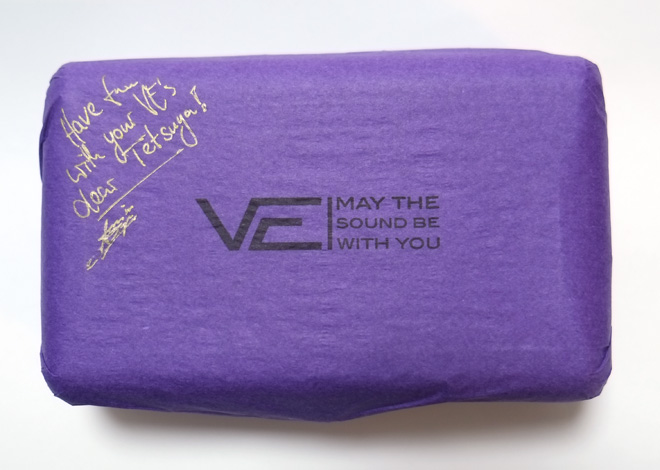 Have fun
with your VE's
dear Tetsuya!
VE
MAY THE
SOUND BE
WITH YOU